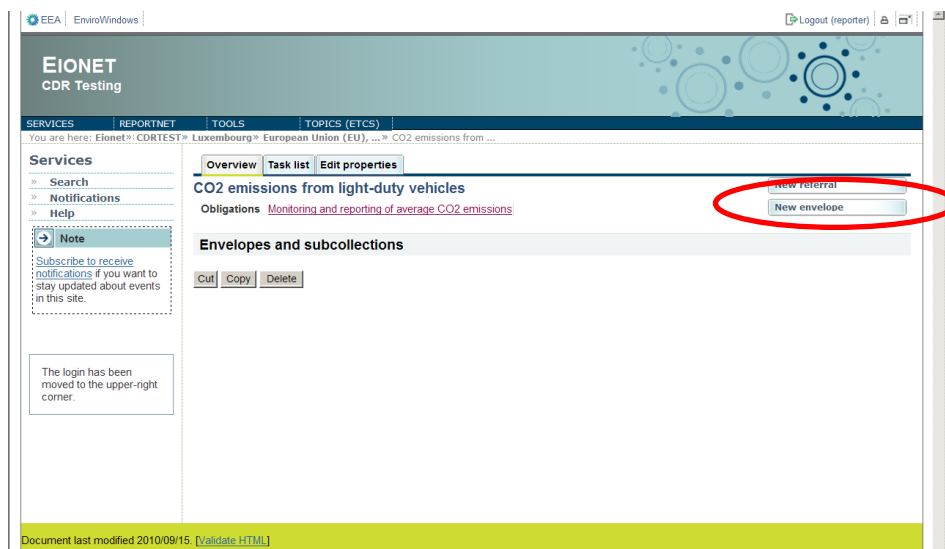 EEA EnviroWindows Logout (reporter)
EIONET
CDR Testing
SERVICES REPORTNET TOOLS TOPICS (ETCS)
You are here: Eionet» CDRTEST» Luxembourg» European Union (EU), ...» CO2 emissions from ...
Services
» Search
» Notifications
» Help
Note
Subscribe to receive
notifications if you want to
stay updated about events
in this site.
The login has been
moved to the upper-right
corner.
Overview Task list Edit properties
CO2 emissions from light-duty vehicles
New referral
Obligations Monitoring and reporting of average CO2 emissions
New envelope
Envelopes and subcollections
Cut Copy Delete
Document last modified 2010/09/15. [Validate HTML]